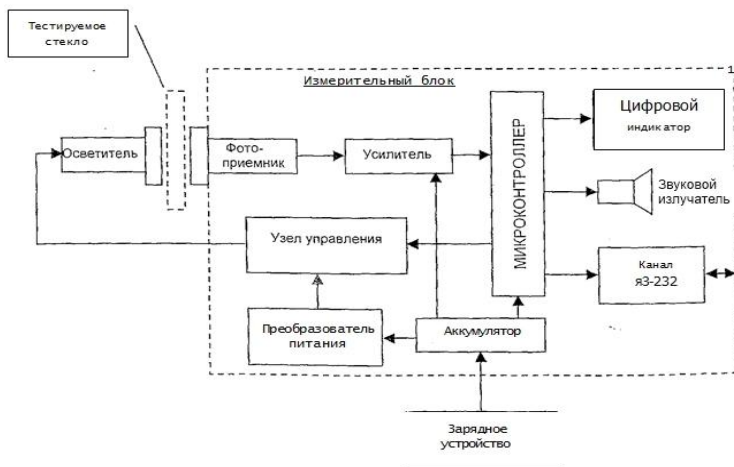 Тестируемое
стекло
Измерительный блок
1
Осветитель
Фото-
приемник
Усилитель
МИКРОКОНТРОЛЛЕР
Цифровой
индикатор
Звуковой
излучатель
Узел управления
Канал
яЗ-232
Преобразователь
питания
Аккумулятор
Зарядное
устройство